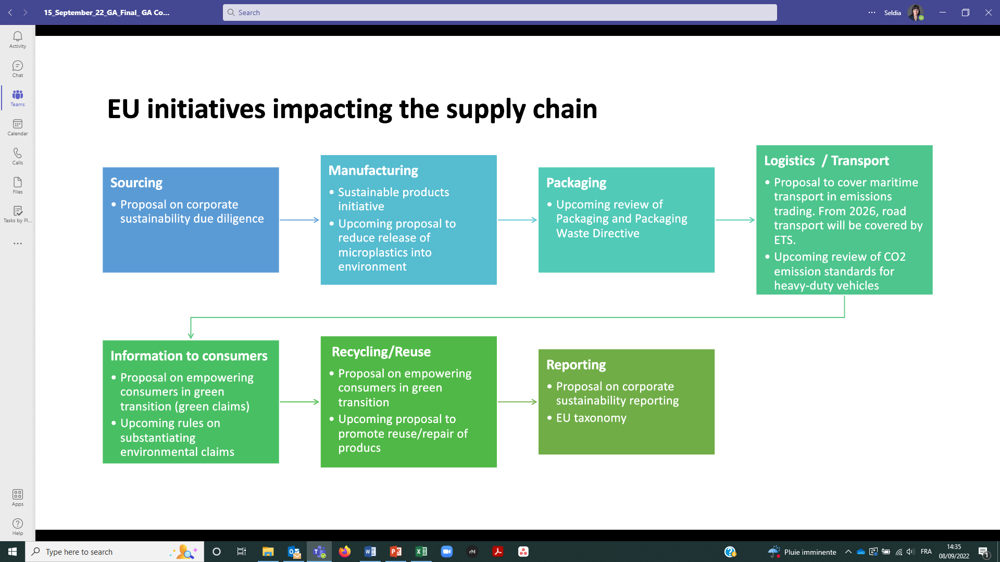 15_September_22_GA_Final_ GA Co...
Search
Seldia
Activity
Chat
Teams
Calendar
Calls
Files
Tasks by Pl...
Apps
Help
EU initiatives impacting the supply chain
Sourcing
• Proposal on corporate
sustainability due diligence
Manufacturing
• Sustainable products
initiative
• Upcoming proposal to
reduce release of
microplastics into
environment
Packaging
• Upcoming review of
Packaging and Packaging
Waste Directive
Logistics / Transport
• Proposal to cover maritime
transport in emissions
trading. From 2026, road
transport will be covered by
ETS.
• Upcoming review of CO2
emission standards for
heavy-duty vehicles
Information to consumers
• Proposal on empowering
consumers in green
transition (green claims)
• Upcoming rules on
substantiating
environmental claims
Recycling/Reuse
• Proposal on empowering
consumers in green
transition
• Upcoming proposal to
promote reuse/repair of
producs
Reporting
• Proposal on corporate
sustainability reporting
• EU taxonomy
Type here to search
rM
Pluie imminente
FRA
14:35
08/09/2022
1